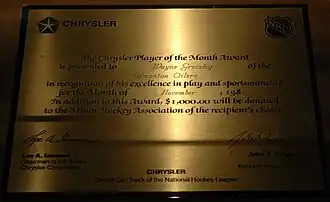 CHRYSLER
NHL
The Chrysler Player of the Month Award
is presented to Wayne Gretzky of the
Edmonton Oilers
in recognition of his excellence in play and sportsmanship
for the Month of November , 198
In addition to this Award, $1,000.00 will be donated
to the Minor Hockey Association of the recipient's choice
Lee A. Iacocca
Chairman of the Board
Chrysler Corporation
John A.
CHRYSLER
Official Car/Truck of the National Hockey League